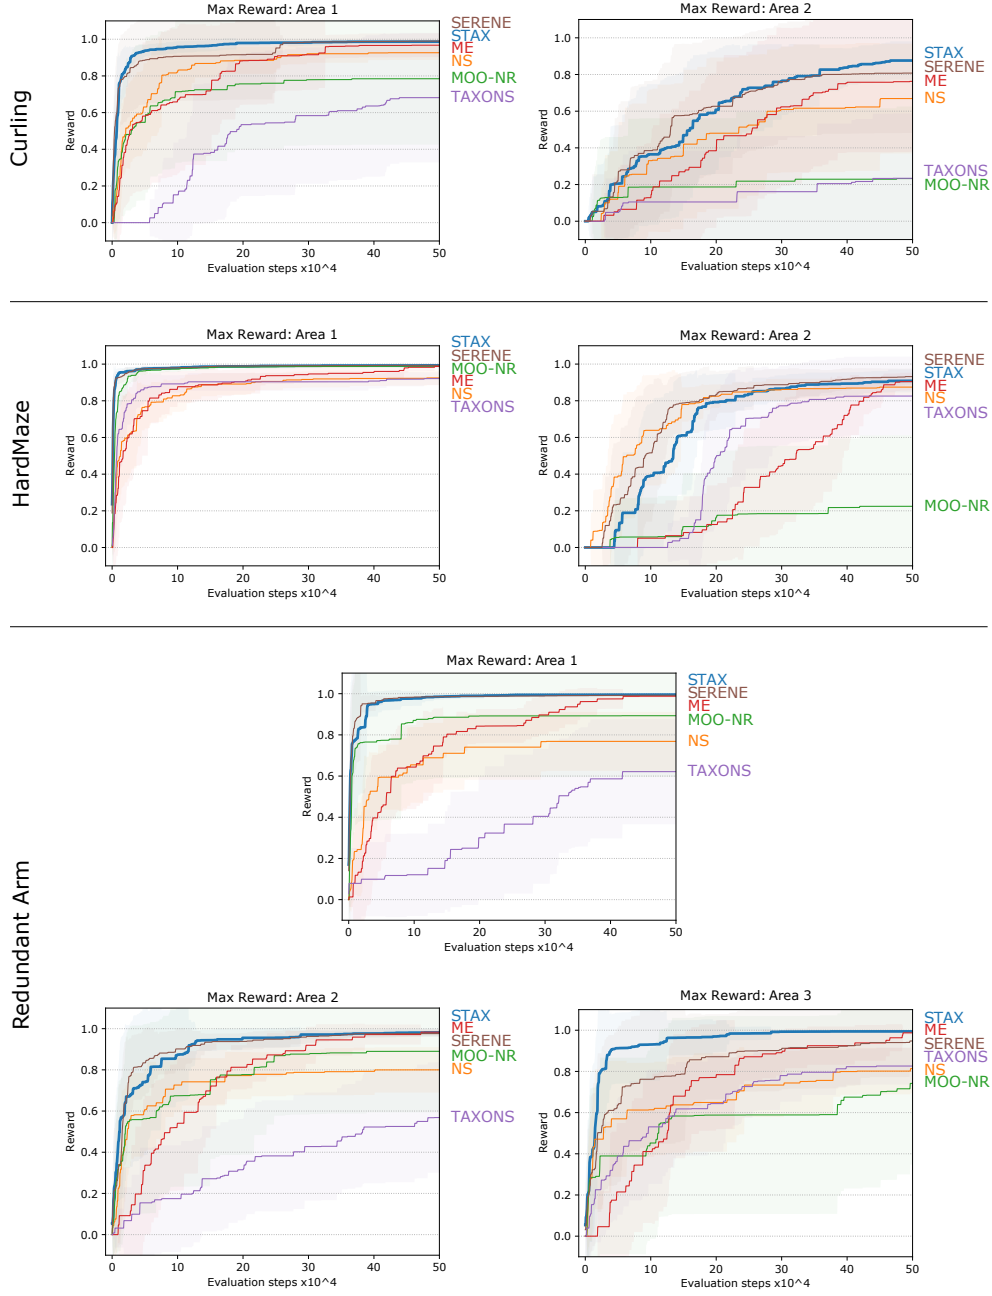 Curling
Max Reward: Area 1
Reward
1.0
0.8
0.6
0.4
0.2
0.0
0 10 20 30 40 50
Evaluation steps x10^4
SERENE
STAX
ME
NS
MOO-NR
TAXONS
Max Reward: Area 2
Reward
1.0
0.8
0.6
0.4
0.2
0.0
0 10 20 30 40 50
Evaluation steps x10^4
STAX
SERENE
ME
NS
TAXONS
MOO-NR
HardMaze
Max Reward: Area 1
Reward
1.0
0.8
0.6
0.4
0.2
0.0
0 10 20 30 40 50
Evaluation steps x10^4
STAX
SERENE
MOO-NR
ME
NS
TAXONS
Max Reward: Area 2
Reward
1.0
0.8
0.6
0.4
0.2
0.0
0 10 20 30 40 50
Evaluation steps x10^4
SERENE
STAX
ME
NS
TAXONS
MOO-NR
Redundant Arm
Max Reward: Area 1
Reward
1.0
0.8
0.6
0.4
0.2
0.0
0 10 20 30 40 50
Evaluation steps x10^4
STAX
SERENE
ME
MOO-NR
NS
TAXONS
Max Reward: Area 2
Reward
1.0
0.8
0.6
0.4
0.2
0.0
0 10 20 30 40 50
Evaluation steps x10^4
STAX
ME
SERENE
MOO-NR
NS
TAXONS
Max Reward: Area 3
Reward
1.0
0.8
0.6
0.4
0.2
0.0
0 10 20 30 40 50
Evaluation steps x10^4
STAX
ME
SERENE
TAXONS
NS
MOO-NR